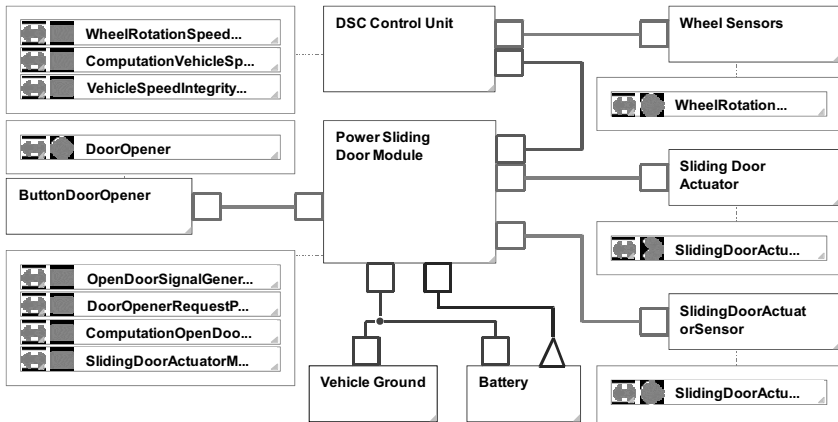 WheelRotationSpeed...
ComputationVehicleSp...
VehicleSpeedIntegrity...
DSC Control Unit
Wheel Sensors
WheelRotation...
DoorOpener
Power Sliding
Door Module
Sliding Door
Actuator
ButtonDoorOpener
SlidingDoorActu...
OpenDoorSignalGener...
DoorOpenerRequestP...
ComputationOpenDoo...
SlidingDoorActuatorM...
SlidingDoorActuat
orSensor
Vehicle Ground
Battery
SlidingDoorActu...